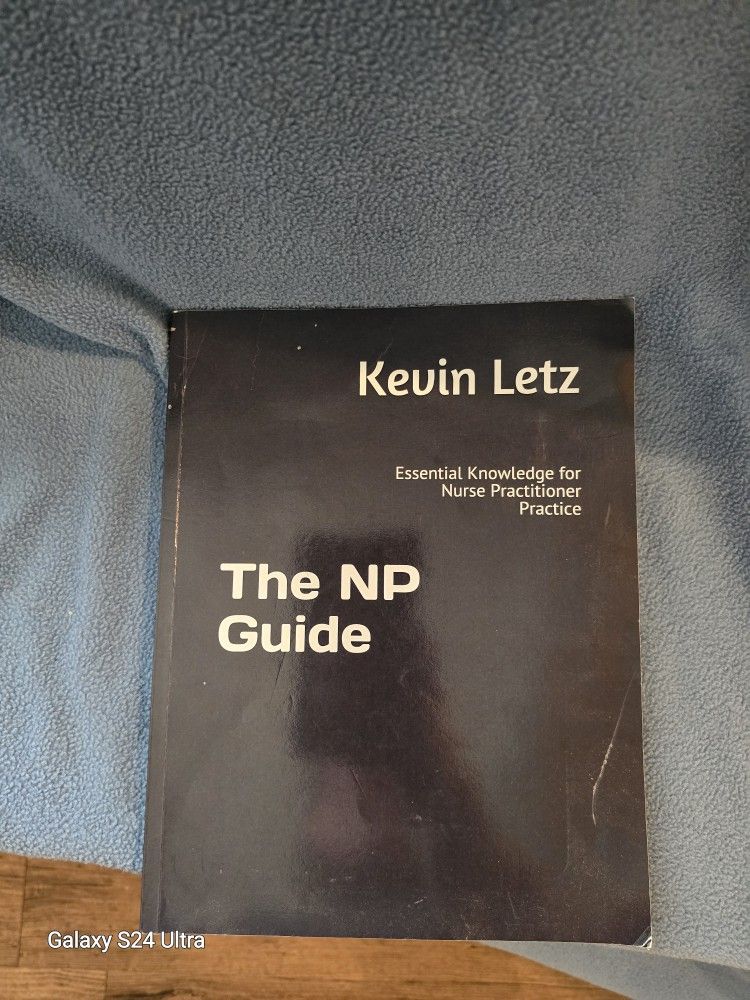 Kevin Letz
Essential Knowledge for
Nurse Practitioner
Practice
The NP
Guide
Galaxy S24 Ultra